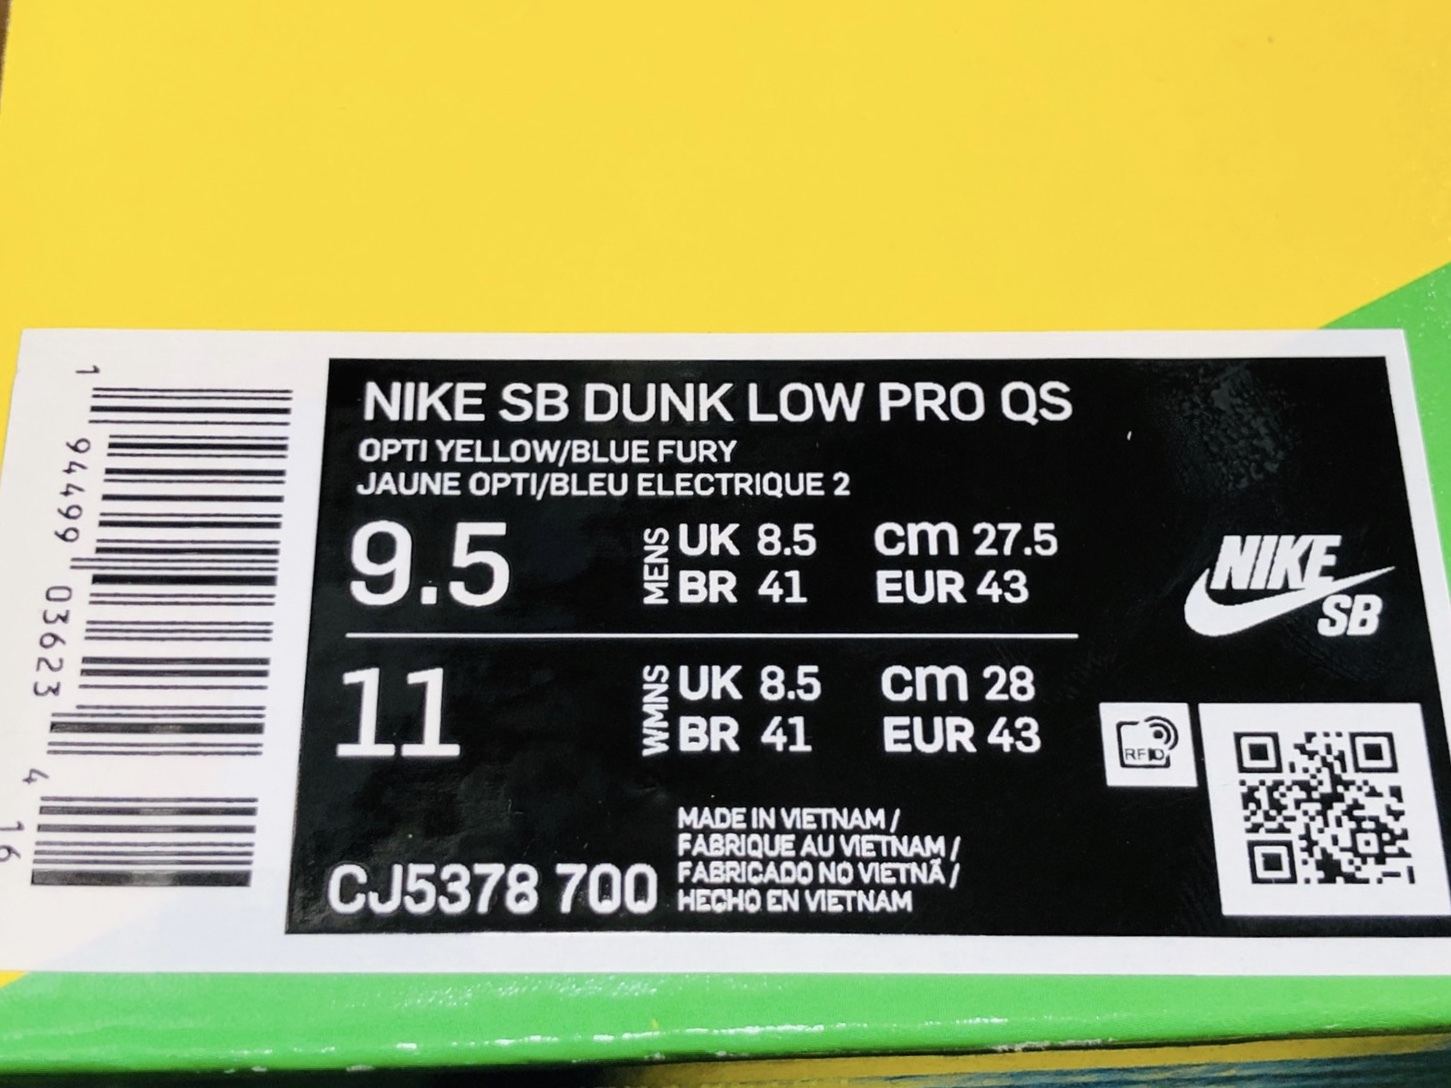 1 94499 03623 4 16
NIKE SB DUNK LOW PRO QS
OPTI YELLOW/BLUE FURY
JAUNE OPTI/BLEU ELECTRIQUE 2
9.5 MENS UK 8.5 cm 27.5
BR 41 EUR 43
11 WMNS UK 8.5 cm 28
BR 41 EUR 43
CJ5378 700
MADE IN VIETNAM /
FABRIQUE AU VIETNAM /
FABRICADO NO VIETNÃ /
HECHO EN VIETNAM
NIKE
SB
RFID